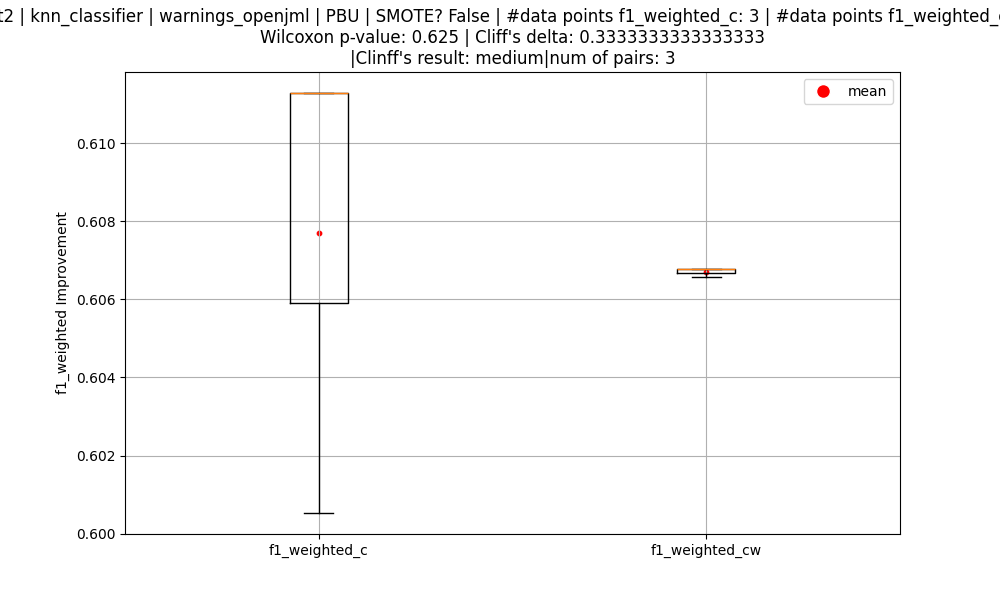 t2 | knn_classifier | warnings_openjml | PBU | SMOTE? False | #data points f1_weighted_c: 3 | #data points f1_weighted_c
Wilcoxon p-value: 0.625 | Cliff's delta: 0.3333333333333333
|Clinff's result: medium|num of pairs: 3
mean
0.610
0.608
0.606
0.604
0.602
0.600
f1_weighted Improvement
f1_weighted_c
f1_weighted_cw